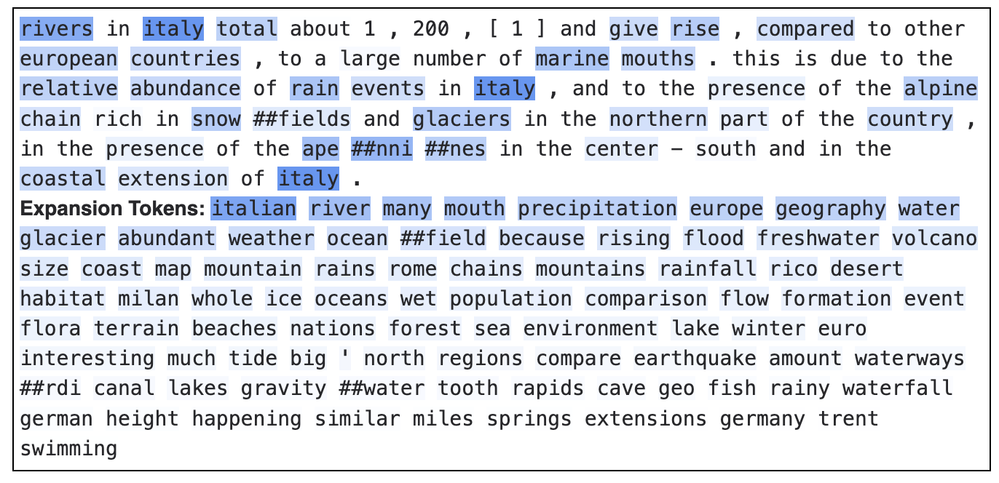 rivers in italy total about 1 , 200 , [ 1 ] and give rise , compared to other
european countries , to a large number of marine mouths . this is due to the
relative abundance of rain events in italy , and to the presence of the alpine
chain rich in snow ##fields and glaciers in the northern part of the country ,
in the presence of the ape ##nni ##nes in the center – south and in the
coastal extension of italy .
Expansion Tokens: italian river many mouth precipitation europe geography water
glacier abundant weather ocean ##field because rising flood freshwater volcano
size coast map mountain rains rome chains mountains rainfall rico desert
habitat milan whole ice oceans wet population comparison flow formation event
flora terrain beaches nations forest sea environment lake winter euro
interesting much tide big ' north regions compare earthquake amount waterways
##rdi canal lakes gravity ##water tooth rapids cave geo fish rainy waterfall
german height happening similar miles springs extensions germany trent
swimming